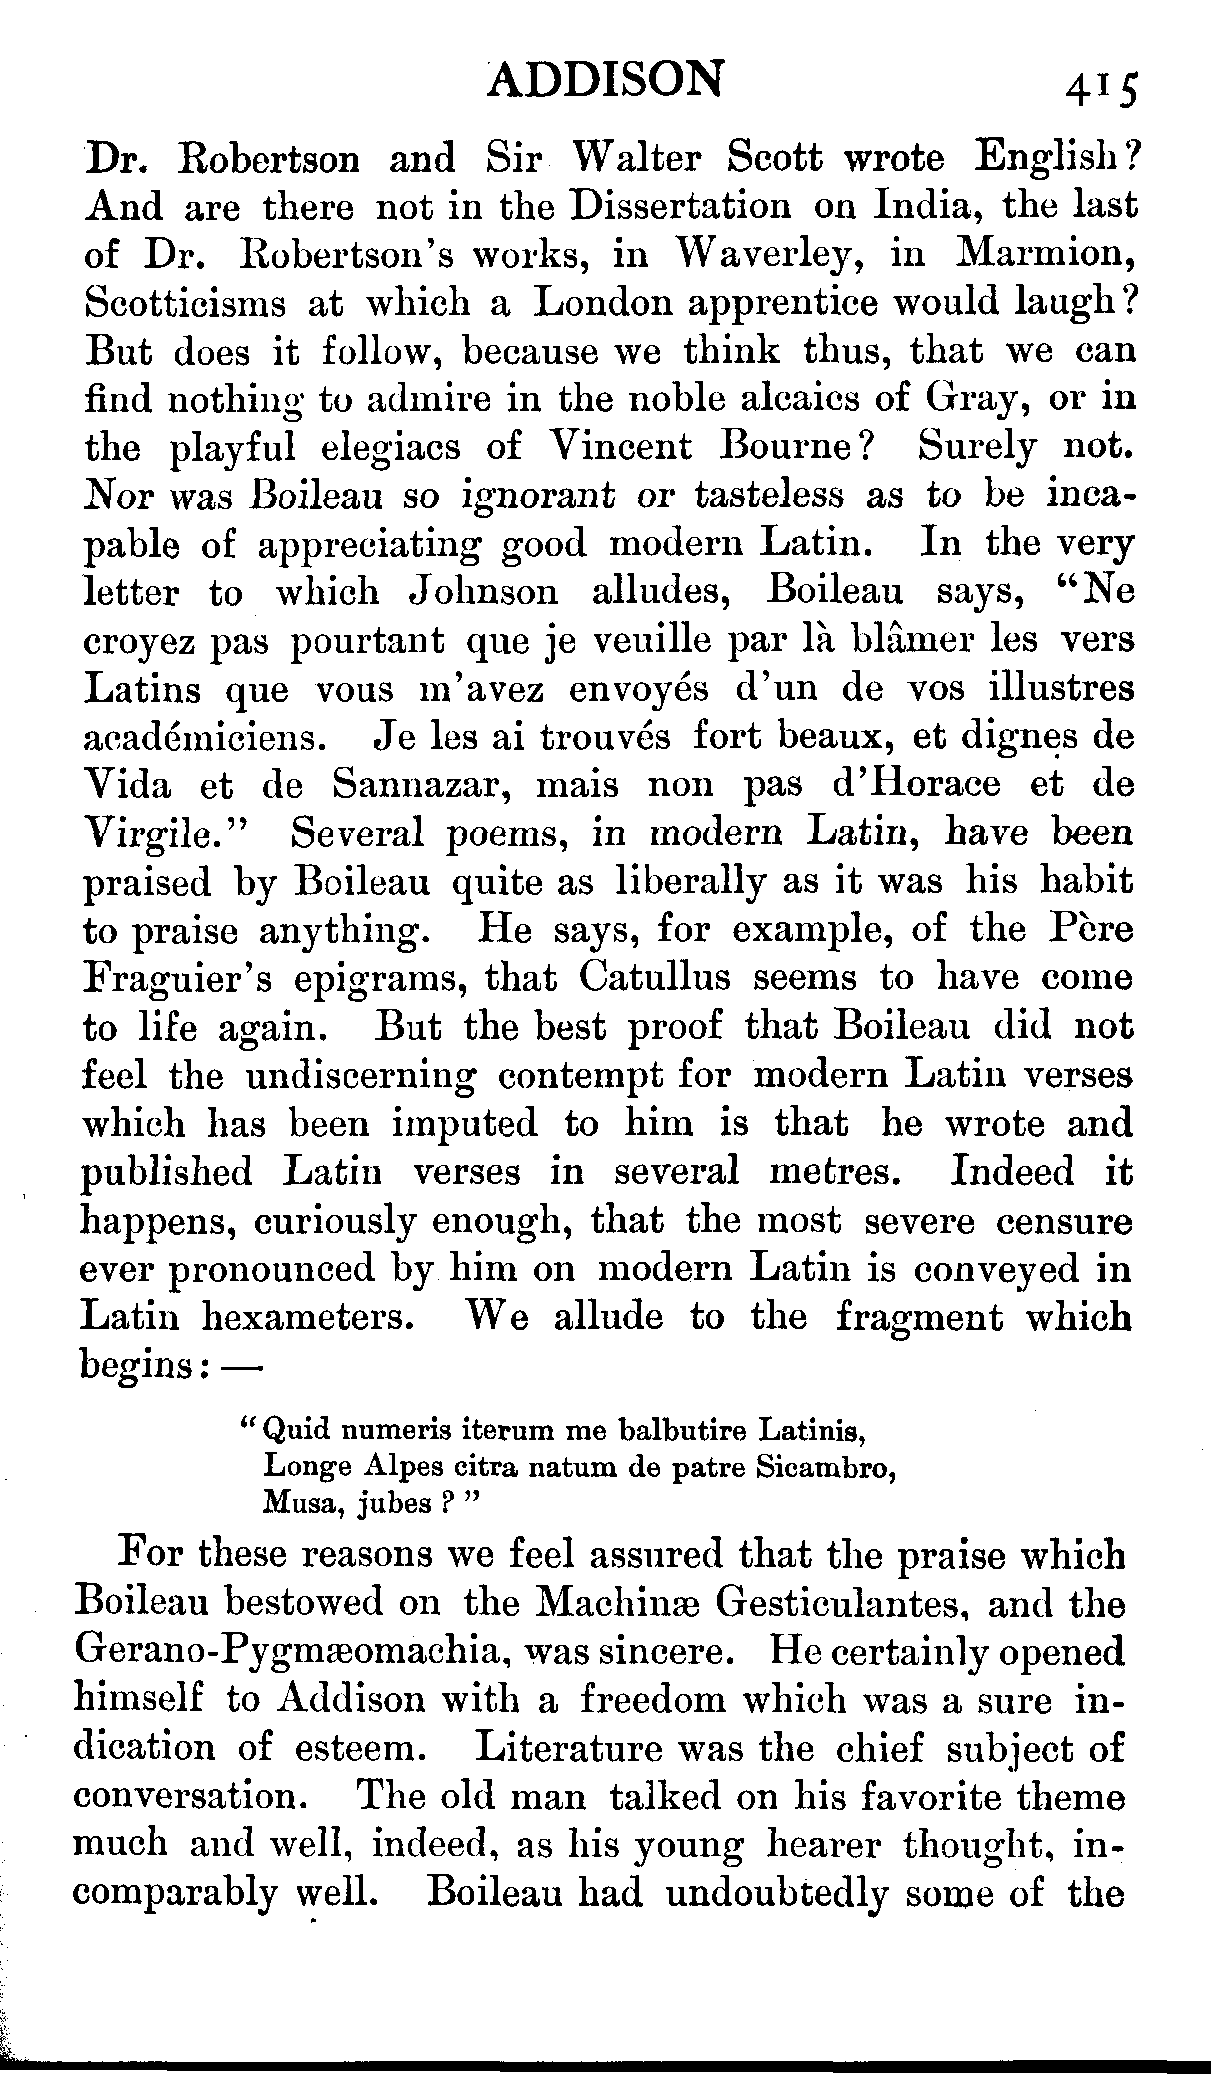 ADDISON 415
Dr. Robertson and Sir Walter Scott wrote English?
And are there not in the Dissertation on India, the last
of Dr. Robertson's works, in Waverley, in Marmion,
Scotticisms at which a London apprentice would laugh?
But does it follow, because we think thus, that we can
find nothing to admire in the noble alcaics of Gray, or in
the playful elegiacs of Vincent Bourne? Surely not.
Nor was Boileau so ignorant or tasteless as to be inca-
pable of appreciating good modern Latin. In the very
letter to which Johnson alludes, Boileau says, "Ne
croyez pas pourtant que je veuille par là blâmer les vers
Latins que vous m'avez envoyés d'un de vos illustres
académiciens. Je les ai trouvés fort beaux, et dignes de
Vida et de Sannazar, mais non pas d'Horace et de
Virgile." Several poems, in modern Latin, have been
praised by Boileau quite as liberally as it was his habit
to praise anything. He says, for example, of the Père
Fraguier's epigrams, that Catullus seems to have come
to life again. But the best proof that Boileau did not
feel the undiscerning contempt for modern Latin verses
which has been imputed to him is that he wrote and
published Latin verses in several metres. Indeed it
happens, curiously enough, that the most severe censure
ever pronounced by him on modern Latin is conveyed in
Latin hexameters. We allude to the fragment which
begins: —
"Quid numeris iterum me balbutire Latinis,
Longe Alpes citra natum de patre Sicambro,
Musa, jubes?"
For these reasons we feel assured that the praise which
Boileau bestowed on the Machinæ Gesticulantes, and the
Gerano-Pygmæomachia, was sincere. He certainly opened
himself to Addison with a freedom which was a sure in-
dication of esteem. Literature was the chief subject of
conversation. The old man talked on his favorite theme
much and well, indeed, as his young hearer thought, in-
comparably well. Boileau had undoubtedly some of the